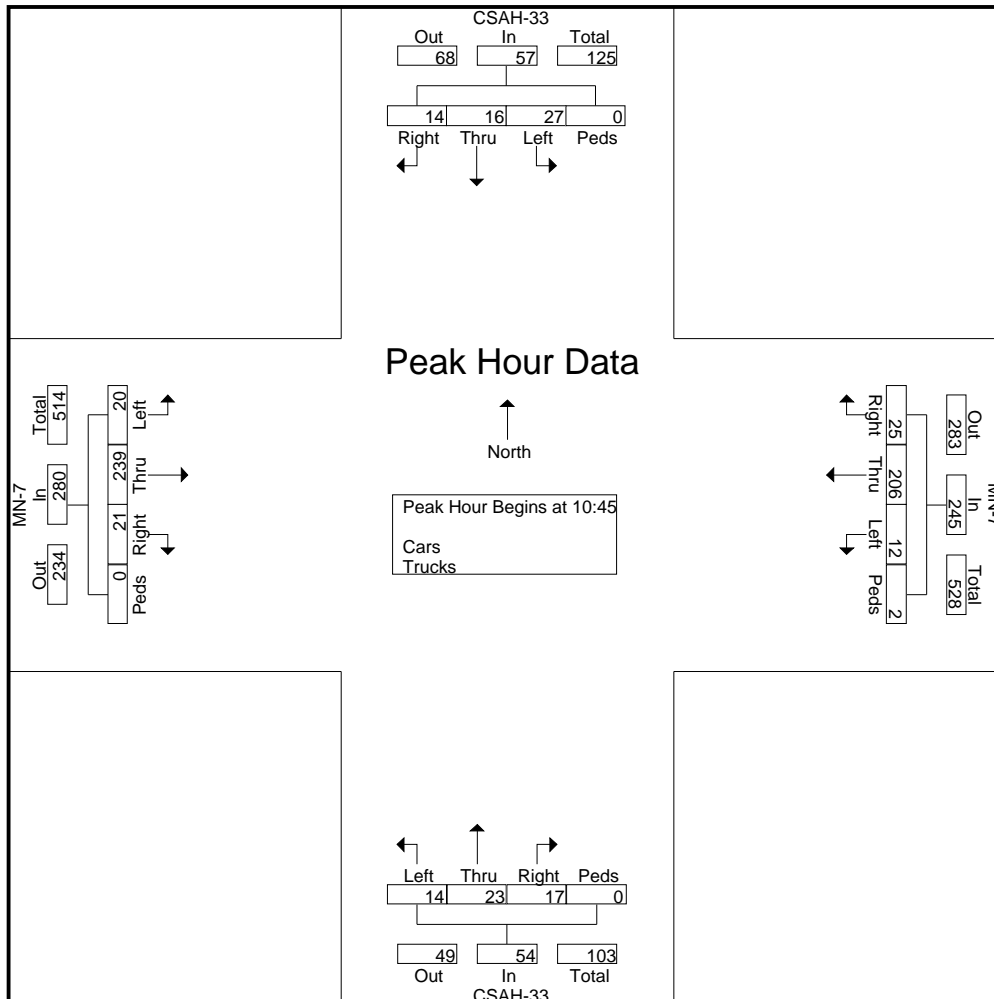 CSAH-33
Out In Total
68 57 125
14 16 27 0
Right Thru Left Peds
Peak Hour Data
North
Peak Hour Begins at 10:45
Cars
Trucks
MN-7
Total In Out
514 280 234
20 239 21 0
Left Thru Right Peds
MN-7
Out In Total
283 245 528
25 206 12 2
Right Thru Left Peds
Left Thru Right Peds
14 23 17 0
49 54 103
Out In Total
CSAH-33